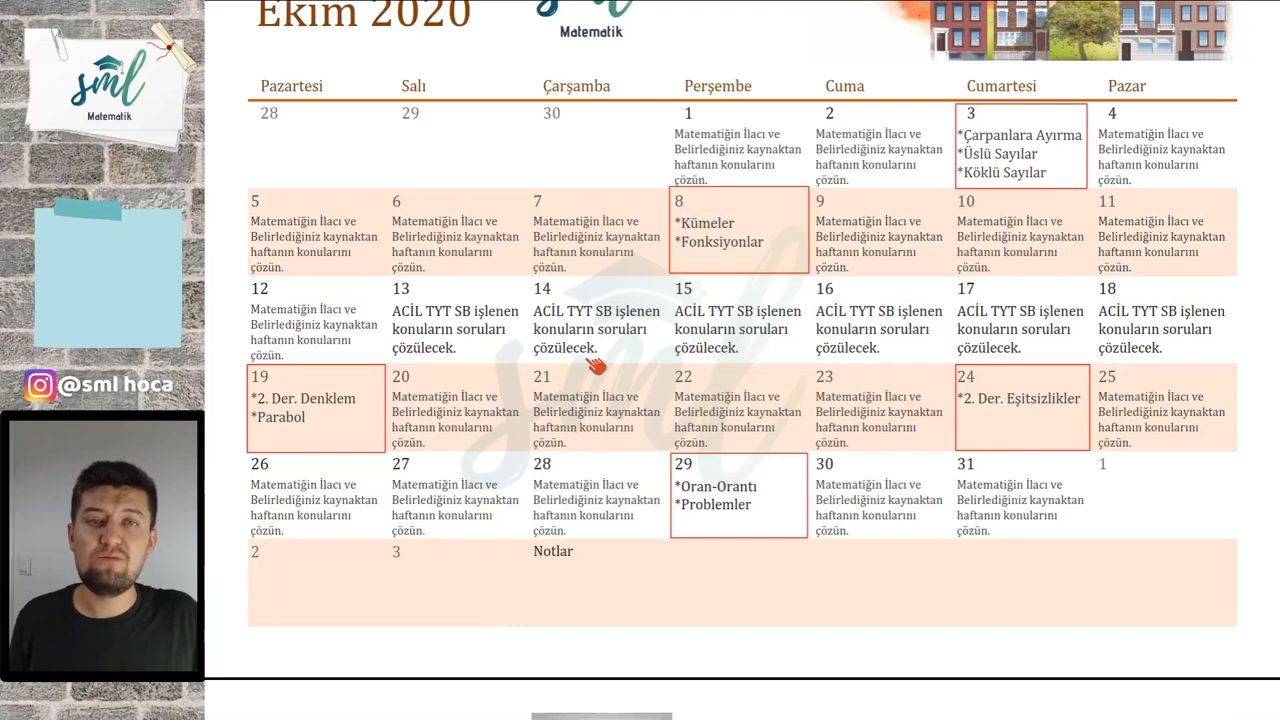 Ekim 2020
sml
Matematik
Matematik
Pazartesi Salı Çarşamba Perşembe Cuma Cumartesi Pazar
28 29 30 1 2 3 4
Matematiğin İlacı ve
Belirlediğiniz kaynaktan
haftanın konularını
çözün.
Matematiğin İlacı ve
Belirlediğiniz kaynaktan
haftanın konularını
çözün.
*Çarpanlara Ayırma
*Üslü Sayılar
*Köklü Sayılar
Matematiğin İlacı ve
Belirlediğiniz kaynaktan
haftanın konularını
çözün.
5 6 7 8 9 10 11
Matematiğin İlacı ve
Belirlediğiniz kaynaktan
haftanın konularını
çözün.
Matematiğin İlacı ve
Belirlediğiniz kaynaktan
haftanın konularını
çözün.
Matematiğin İlacı ve
Belirlediğiniz kaynaktan
haftanın konularını
çözün.
*Kümeler
*Fonksiyonlar
Matematiğin İlacı ve
Belirlediğiniz kaynaktan
haftanın konularını
çözün.
Matematiğin İlacı ve
Belirlediğiniz kaynaktan
haftanın konularını
çözün.
Matematiğin İlacı ve
Belirlediğiniz kaynaktan
haftanın konularını
çözün.
12 13 14 15 16 17 18
Matematiğin İlacı ve
Belirlediğiniz kaynaktan
haftanın konularını
çözün.
ACİL TYT SB işlenen
konuların soruları
çözülecek.
ACİL TYT SB işlenen
konuların soruları
çözülecek.
ACİL TYT SB işlenen
konuların soruları
çözülecek.
ACİL TYT SB işlenen
konuların soruları
çözülecek.
ACİL TYT SB işlenen
konuların soruları
çözülecek.
ACİL TYT SB işlenen
konuların soruları
çözülecek.
@sml hoca
19 20 21 22 23 24 25
*2. Der. Denklem
*Parabol
Matematiğin İlacı ve
Belirlediğiniz kaynaktan
haftanın konularını
çözün.
Matematiğin İlacı ve
Belirlediğiniz kaynaktan
haftanın konularını
çözün.
Matematiğin İlacı ve
Belirlediğiniz kaynaktan
haftanın konularını
çözün.
Matematiğin İlacı ve
Belirlediğiniz kaynaktan
haftanın konularını
çözün.
*2. Der. Eşitsizlikler
Matematiğin İlacı ve
Belirlediğiniz kaynaktan
haftanın konularını
çözün.
26 27 28 29 30 31 1
Matematiğin İlacı ve
Belirlediğiniz kaynaktan
haftanın konularını
çözün.
Matematiğin İlacı ve
Belirlediğiniz kaynaktan
haftanın konularını
çözün.
Matematiğin İlacı ve
Belirlediğiniz kaynaktan
haftanın konularını
çözün.
*Oran-Orantı
*Problemler
Matematiğin İlacı ve
Belirlediğiniz kaynaktan
haftanın konularını
çözün.
Matematiğin İlacı ve
Belirlediğiniz kaynaktan
haftanın konularını
çözün.
2 3 Notlar
sml